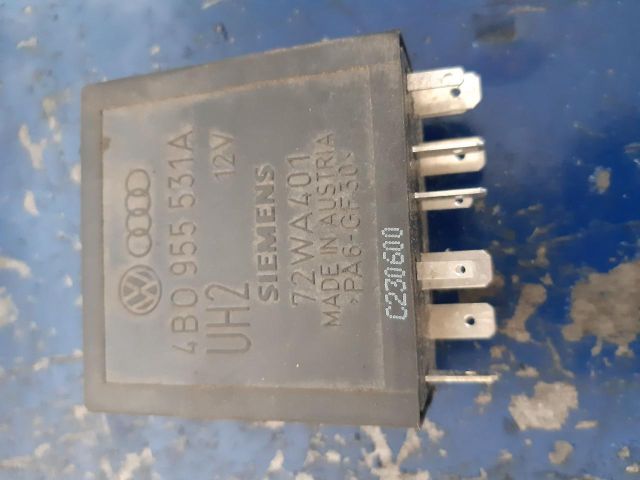 4B0 955 531A
UH2
12V
SIEMENS
72WA401
MADE IN AUSTRIA
>PA6-GF30<
C230600